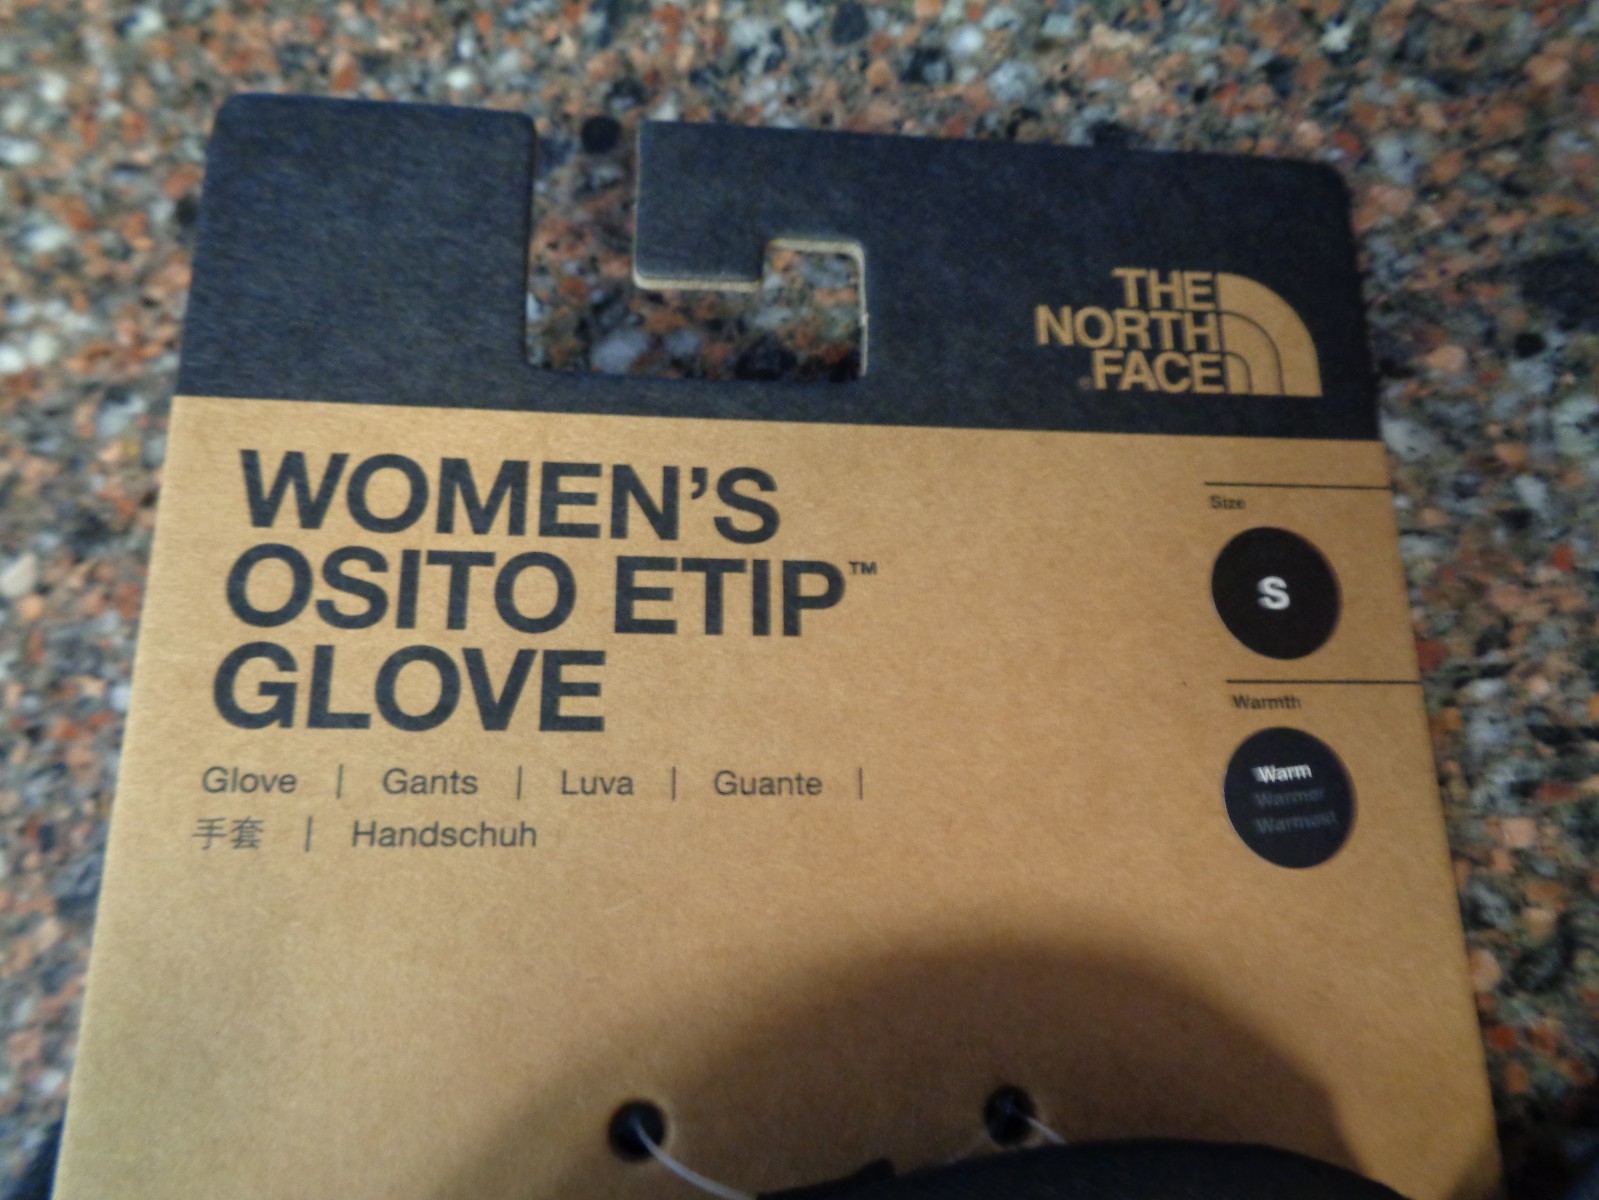 THE
NORTH
FACE
WOMEN'S
OSITO ETIP™
GLOVE
Glove | Gants | Luva | Guante |
手套 | Handschuh
Size
S
Warmth
Warm
Warmer
Warmest